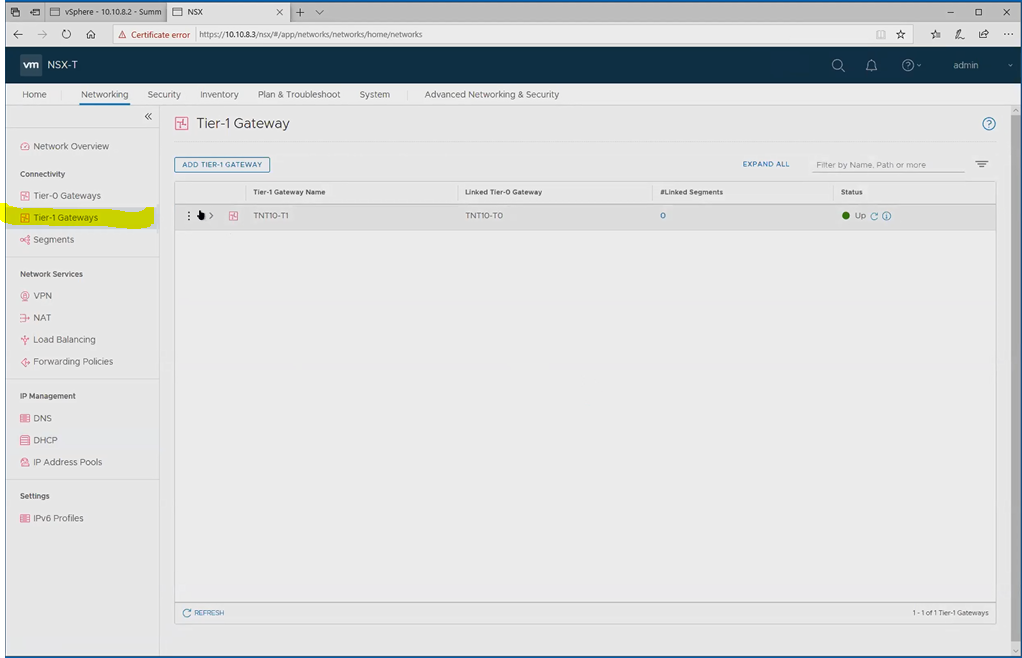 vSphere - 10.10.8.2 - Summ
NSX
Certificate error
https://10.10.8.3/nsx/#/app/networks/networks/home/networks
vm NSX-T
admin
Home Networking Security Inventory Plan & Troubleshoot System Advanced Networking & Security
Network Overview
Connectivity
Tier-0 Gateways
Tier-1 Gateways
Segments
Network Services
VPN
NAT
Load Balancing
Forwarding Policies
IP Management
DNS
DHCP
IP Address Pools
Settings
IPv6 Profiles
Tier-1 Gateway
ADD TIER-1 GATEWAY
EXPAND ALL
Filter by Name, Path or more
Tier-1 Gateway Name Linked Tier-0 Gateway #Linked Segments Status
TNT10-T1 TNT10-T0 0 Up
REFRESH
1 - 1 of 1 Tier-1 Gateways